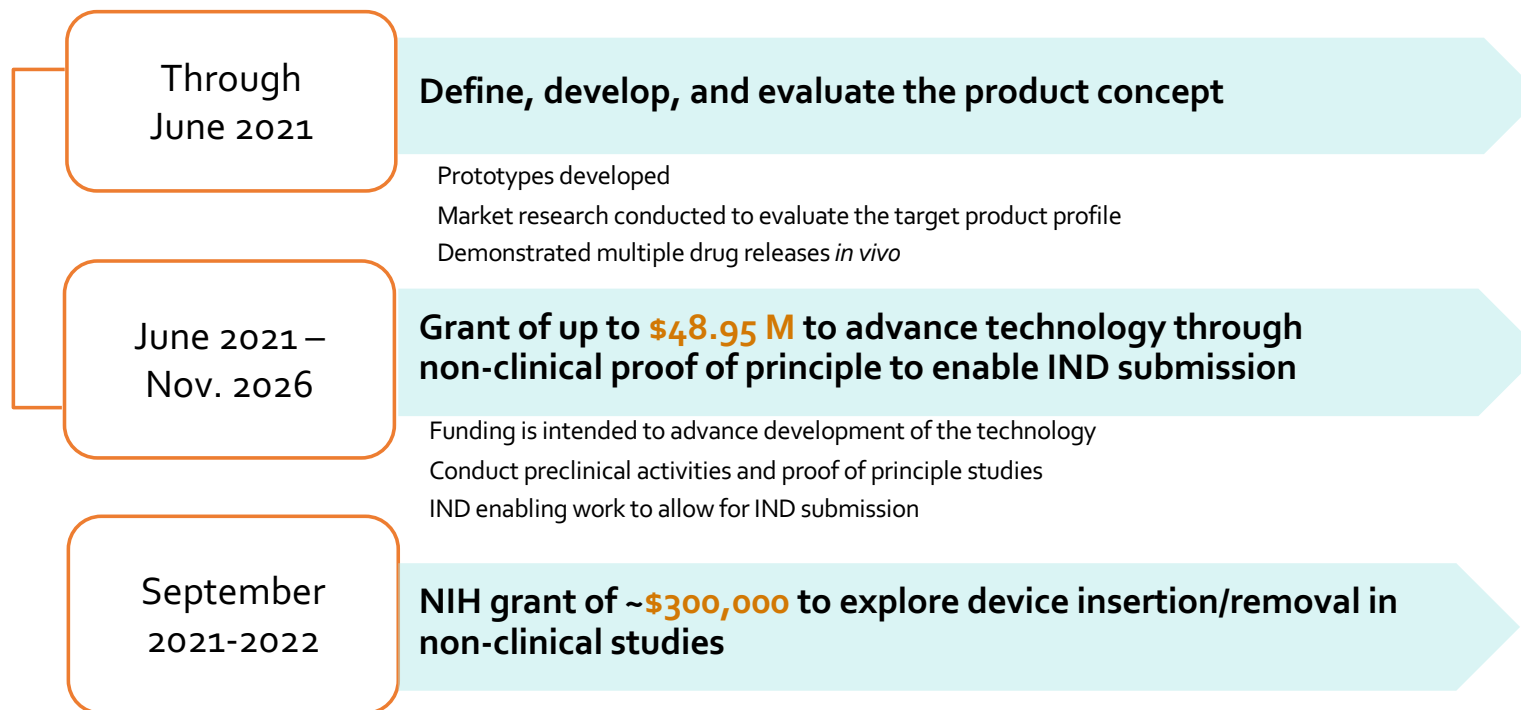 Through
June 2021
Define, develop, and evaluate the product concept
Prototypes developed
Market research conducted to evaluate the target product profile
Demonstrated multiple drug releases in vivo
June 2021 –
Nov. 2026
Grant of up to $48.95 M to advance technology through
non-clinical proof of principle to enable IND submission
Funding is intended to advance development of the technology
Conduct preclinical activities and proof of principle studies
IND enabling work to allow for IND submission
September
2021-2022
NIH grant of ~$300,000 to explore device insertion/removal in
non-clinical studies